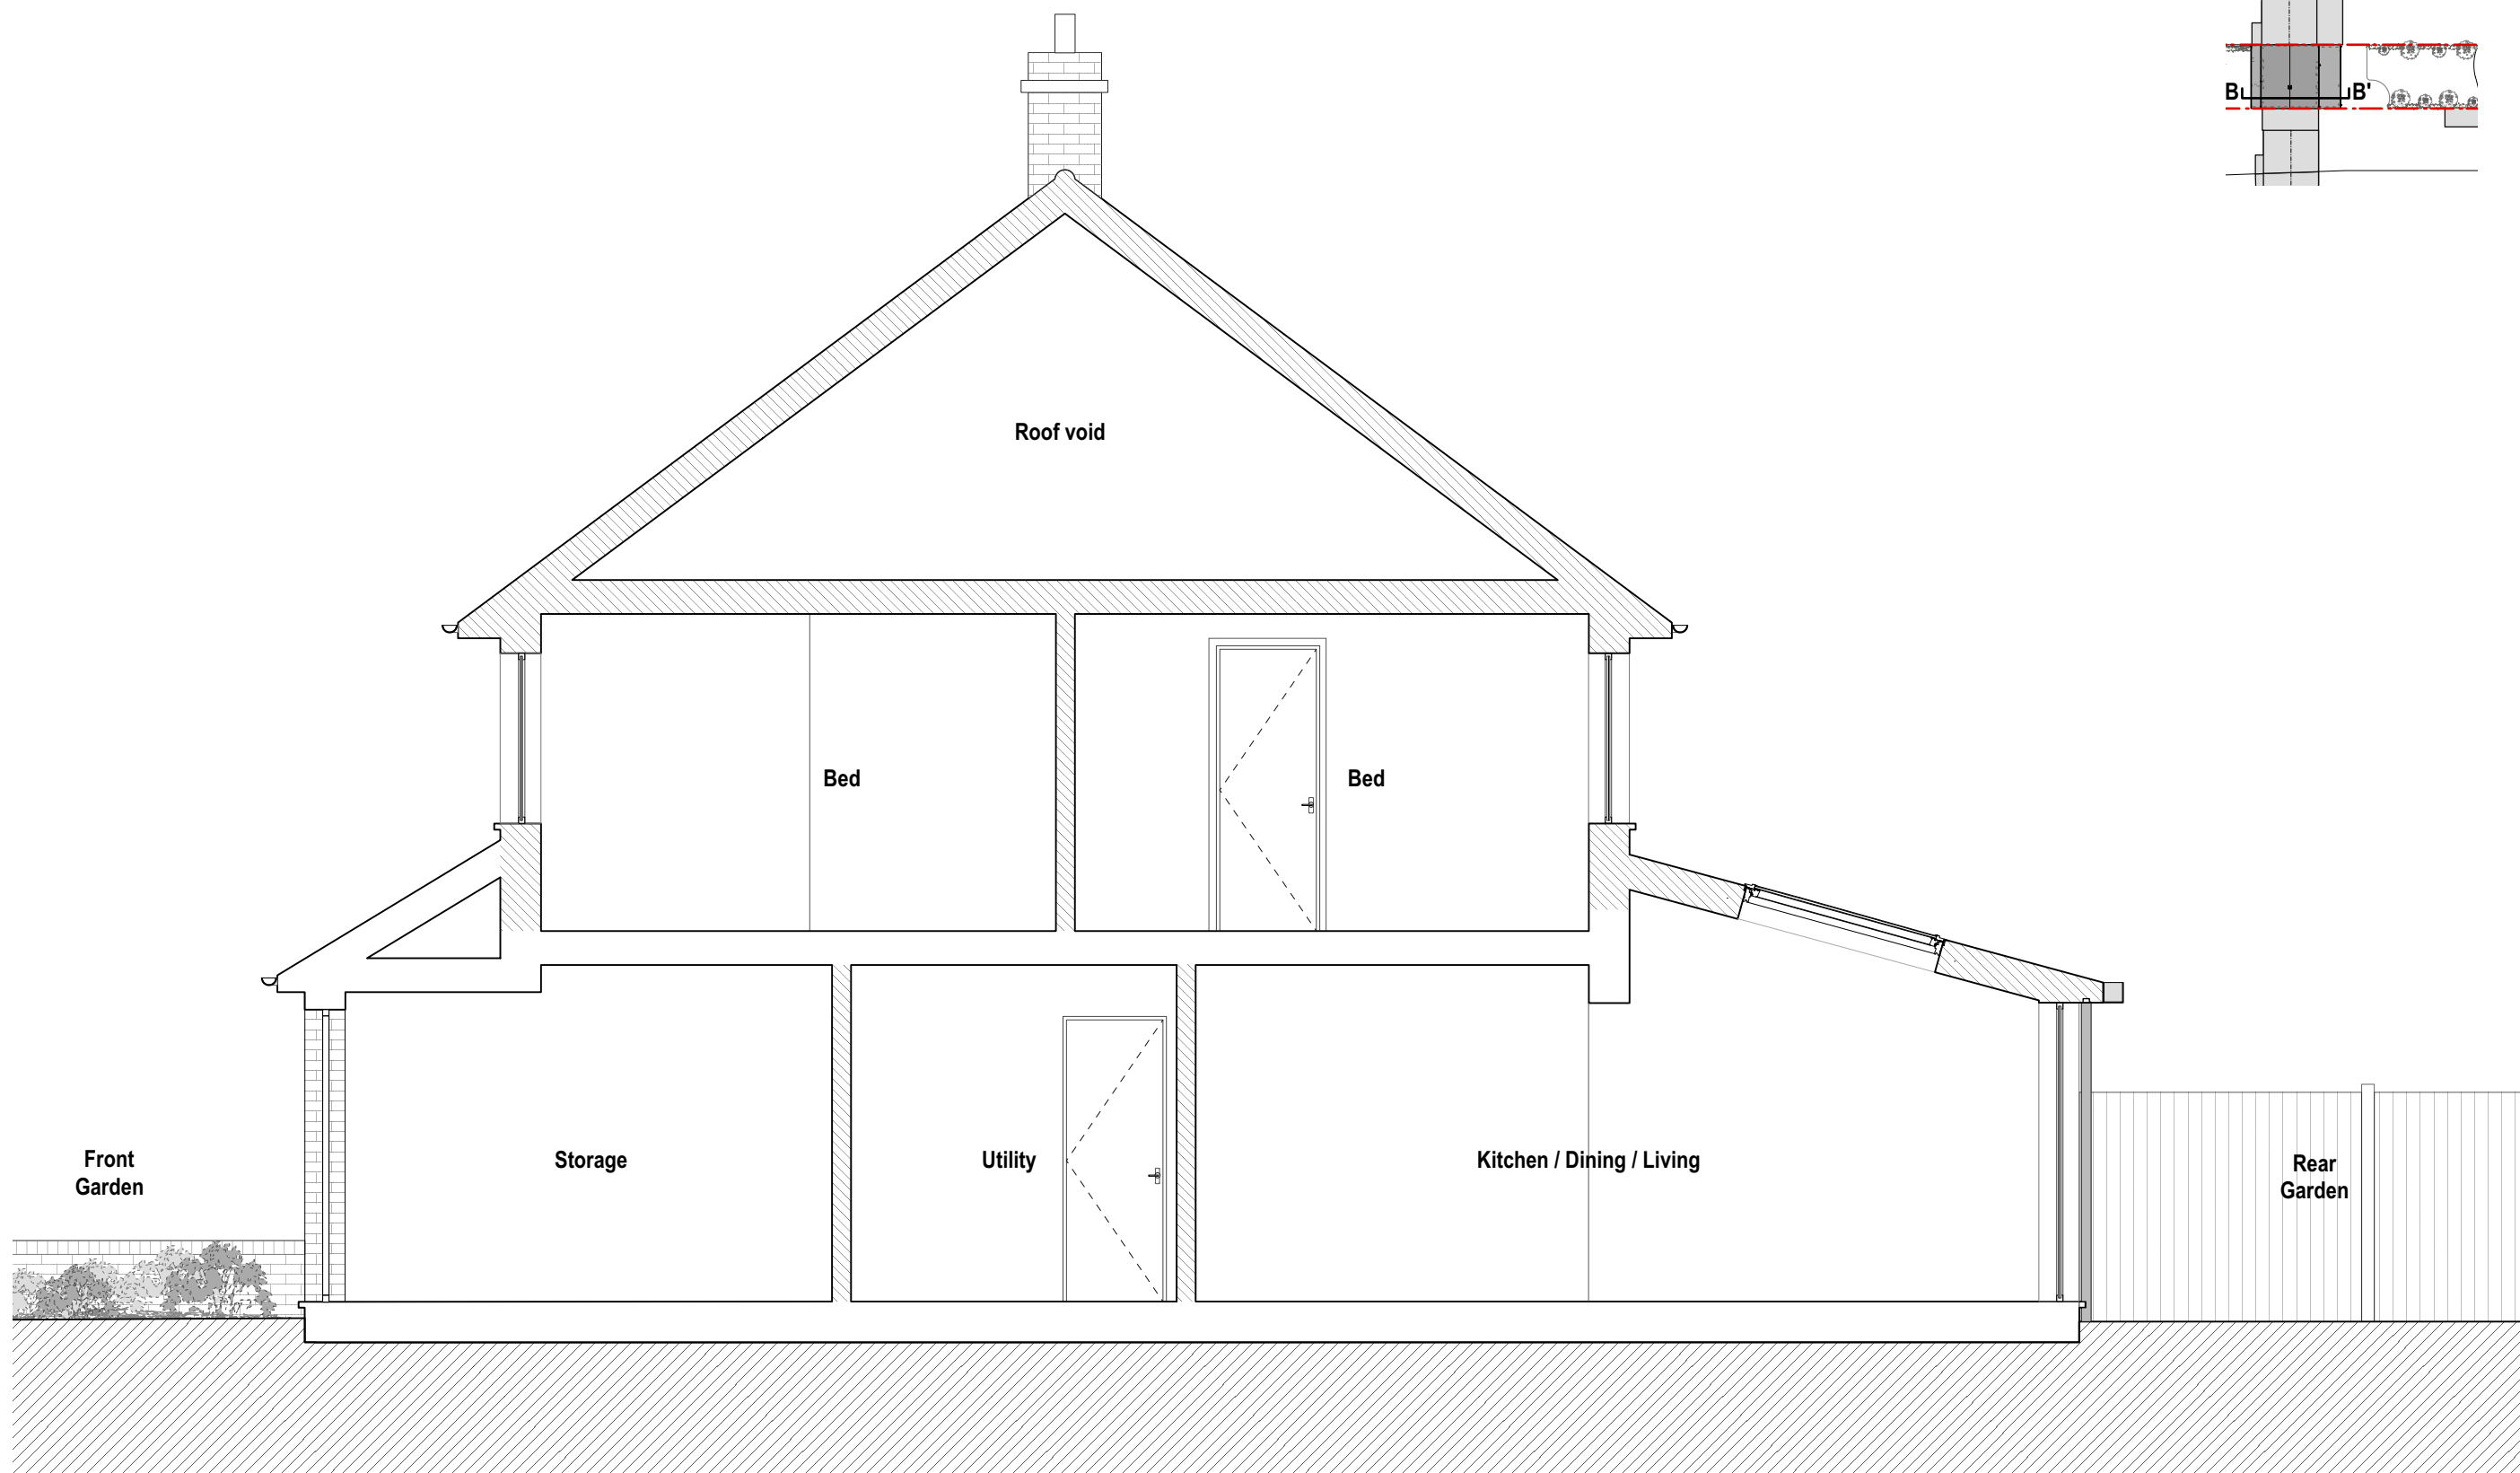 B
B'
Roof void
Bed
Bed
Front
Garden
Storage
Utility
Kitchen / Dining / Living
Rear
Garden